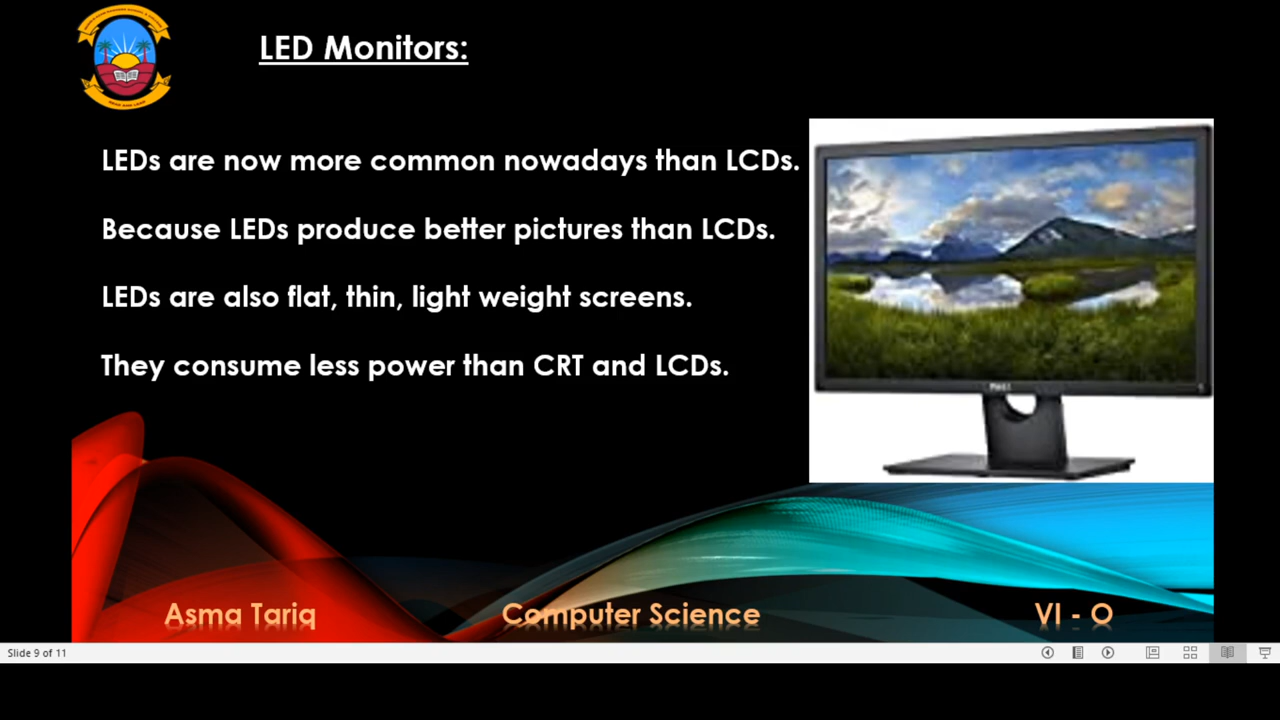 LED Monitors:
LEDs are now more common nowadays than LCDs.
Because LEDs produce better pictures than LCDs.
LEDs are also flat, thin, light weight screens.
They consume less power than CRT and LCDs.
Asma Tariq
Computer Science
VI - O
Slide 9 of 11